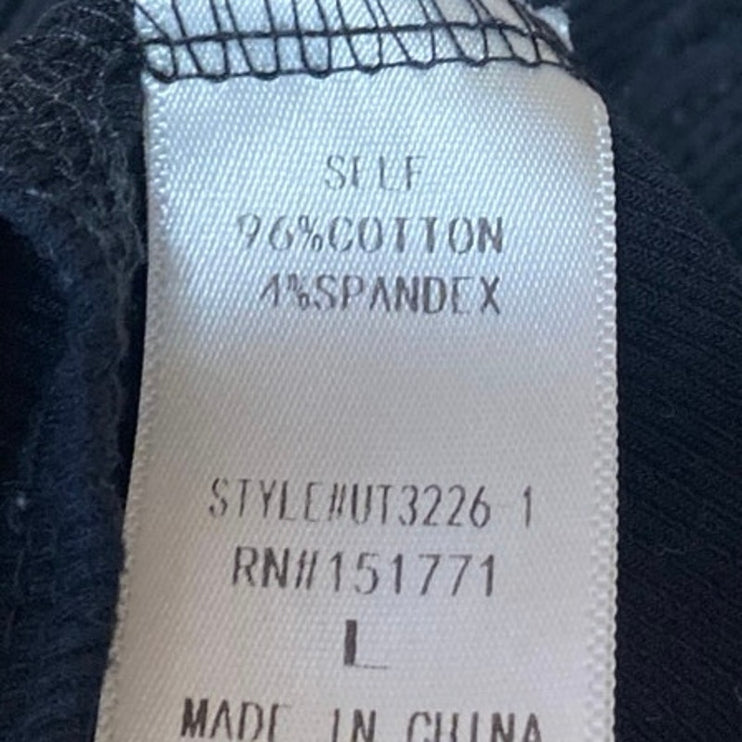 SELF
96%COTTON
4%SPANDEX
STYLE#UT3226-1
RN#151771
L
MADE IN CHINA